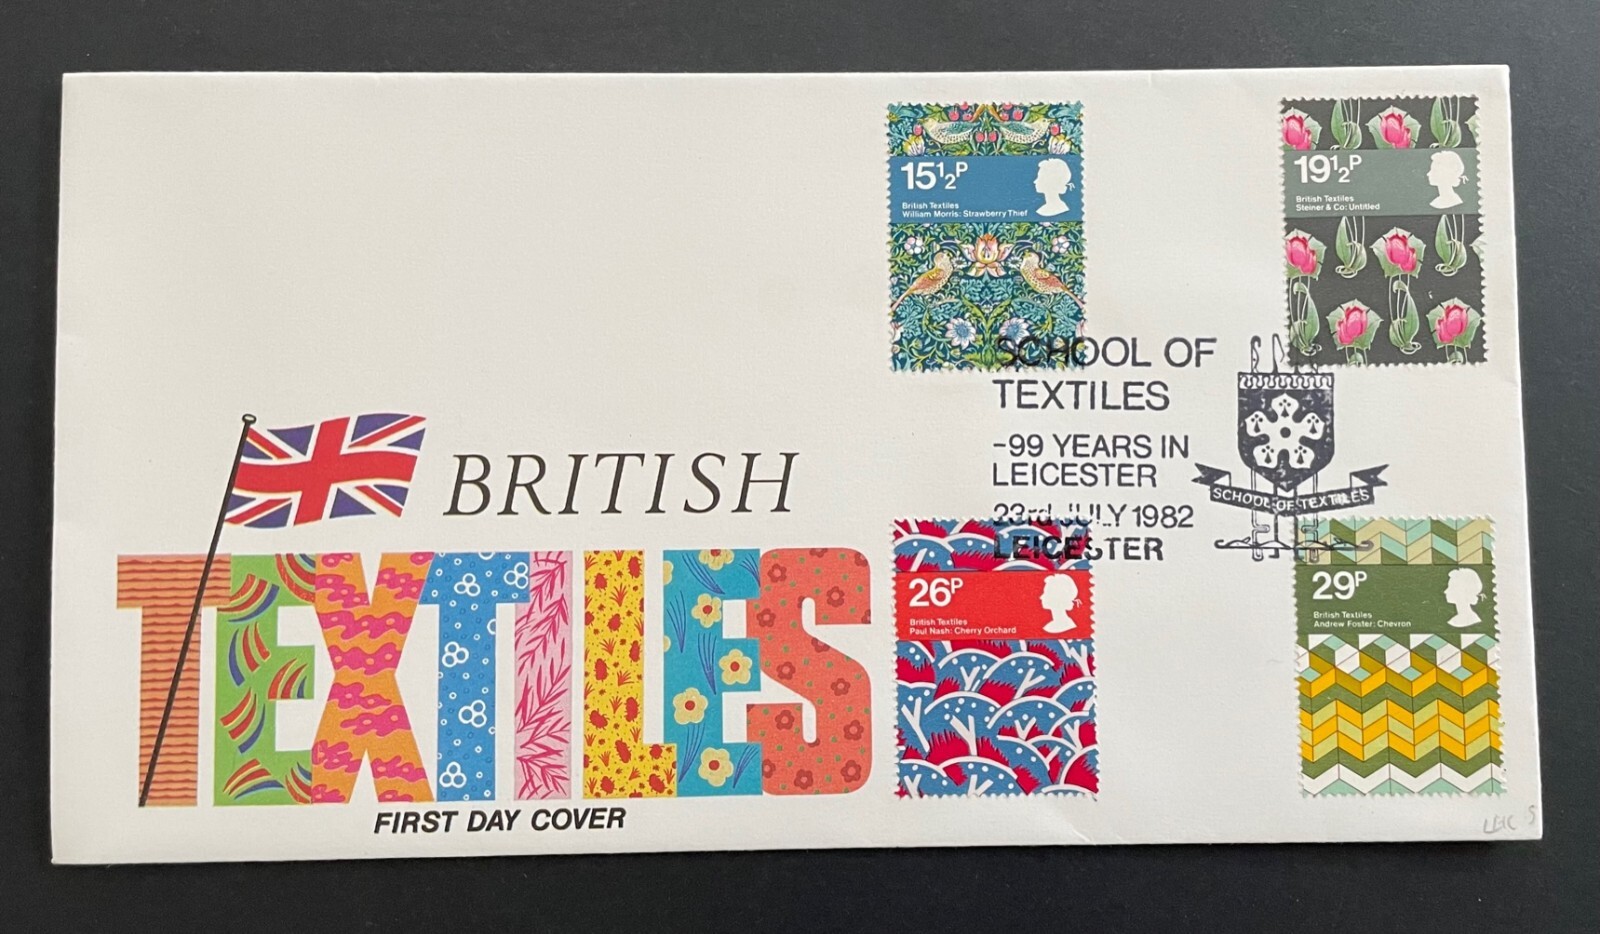 15½P
British Textiles
William Morris: Strawberry Thief
19½P
British Textiles
Steiner & Co: Untitled
SCHOOL OF
TEXTILES
-99 YEARS IN
LEICESTER
23rd JULY 1982
LEICESTER
SCHOOL OF TEXTILES
BRITISH
TEXTILES
FIRST DAY COVER
26P
British Textiles
Paul Nash: Cherry Orchard
29P
British Textiles
Andrew Foster: Chevron